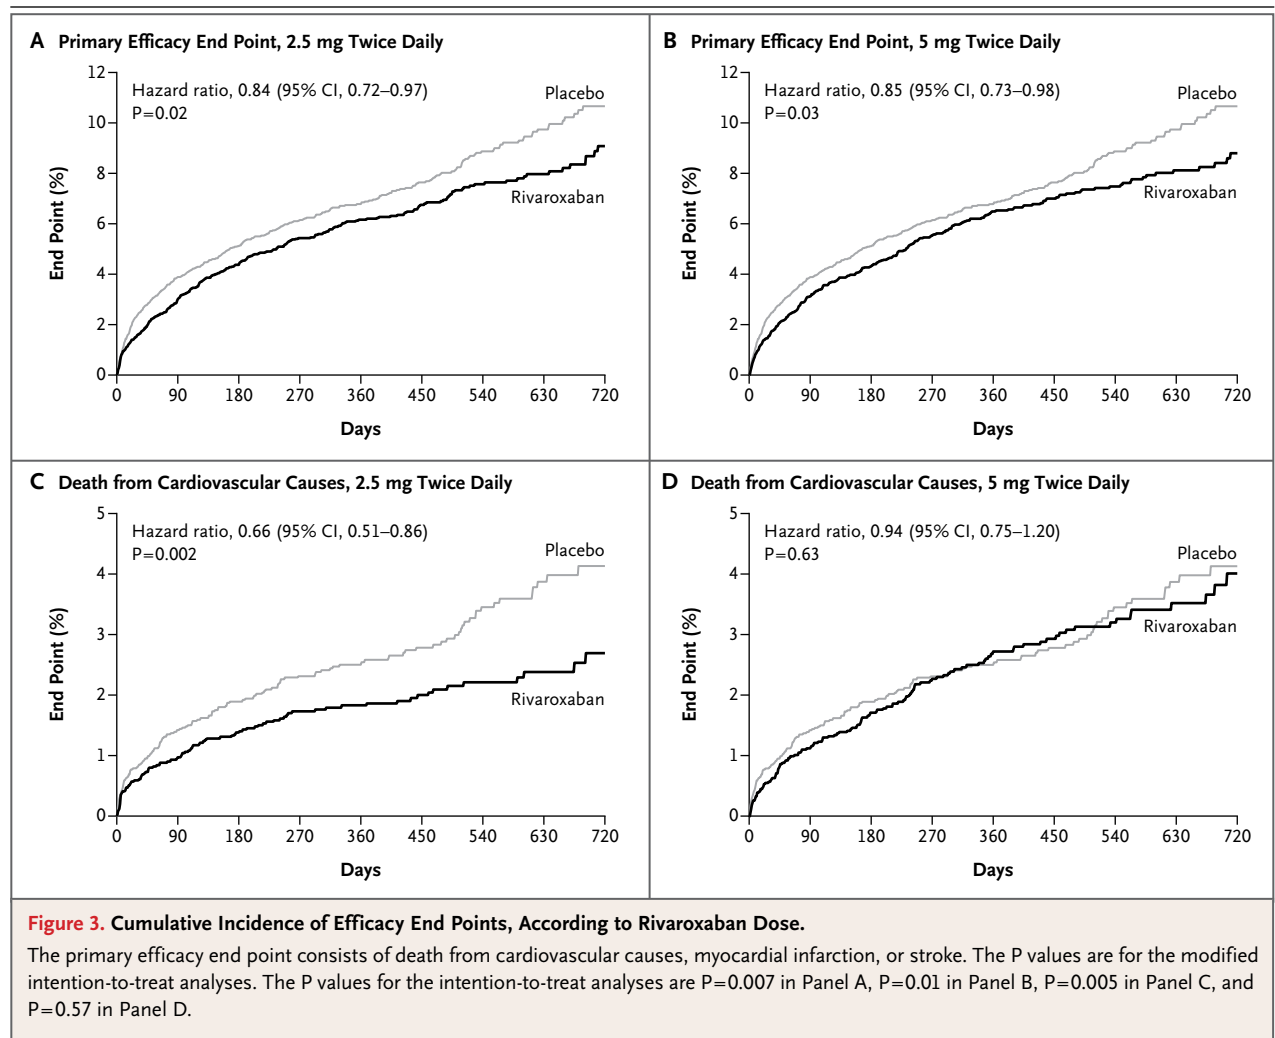 A Primary Efficacy End Point, 2.5 mg Twice Daily
Hazard ratio, 0.84 (95% CI, 0.72–0.97)
P=0.02
Placebo
Rivaroxaban
End Point (%)
12
10
8
6
4
2
0
0 90 180 270 360 450 540 630 720
Days
B Primary Efficacy End Point, 5 mg Twice Daily
Hazard ratio, 0.85 (95% CI, 0.73–0.98)
P=0.03
Placebo
Rivaroxaban
End Point (%)
12
10
8
6
4
2
0
0 90 180 270 360 450 540 630 720
Days
C Death from Cardiovascular Causes, 2.5 mg Twice Daily
Hazard ratio, 0.66 (95% CI, 0.51–0.86)
P=0.002
Placebo
Rivaroxaban
End Point (%)
5
4
3
2
1
0
0 90 180 270 360 450 540 630 720
Days
D Death from Cardiovascular Causes, 5 mg Twice Daily
Hazard ratio, 0.94 (95% CI, 0.75–1.20)
P=0.63
Placebo
Rivaroxaban
End Point (%)
5
4
3
2
1
0
0 90 180 270 360 450 540 630 720
Days
Figure 3. Cumulative Incidence of Efficacy End Points, According to Rivaroxaban Dose.
The primary efficacy end point consists of death from cardiovascular causes, myocardial infarction, or stroke. The P values are for the modified
intention-to-treat analyses. The P values for the intention-to-treat analyses are P=0.007 in Panel A, P=0.01 in Panel B, P=0.005 in Panel C, and
P=0.57 in Panel D.